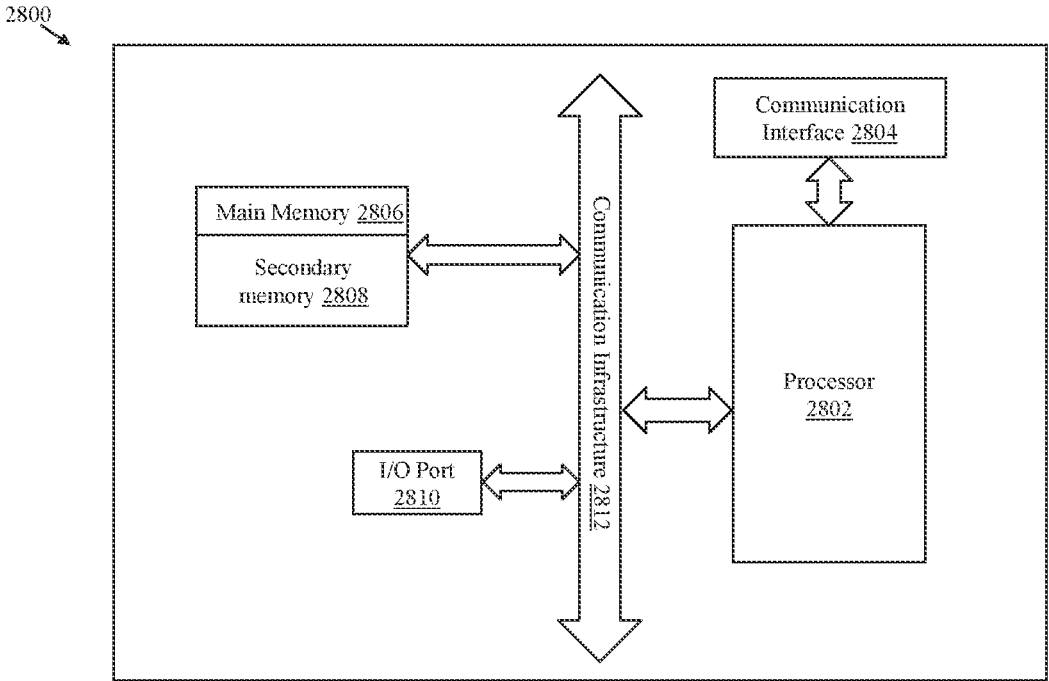 2800
Communication
Interface 2804
Main Memory 2806
Secondary
memory 2808
Communication Infrastructure 2812
Processor
2802
I/O Port
2810